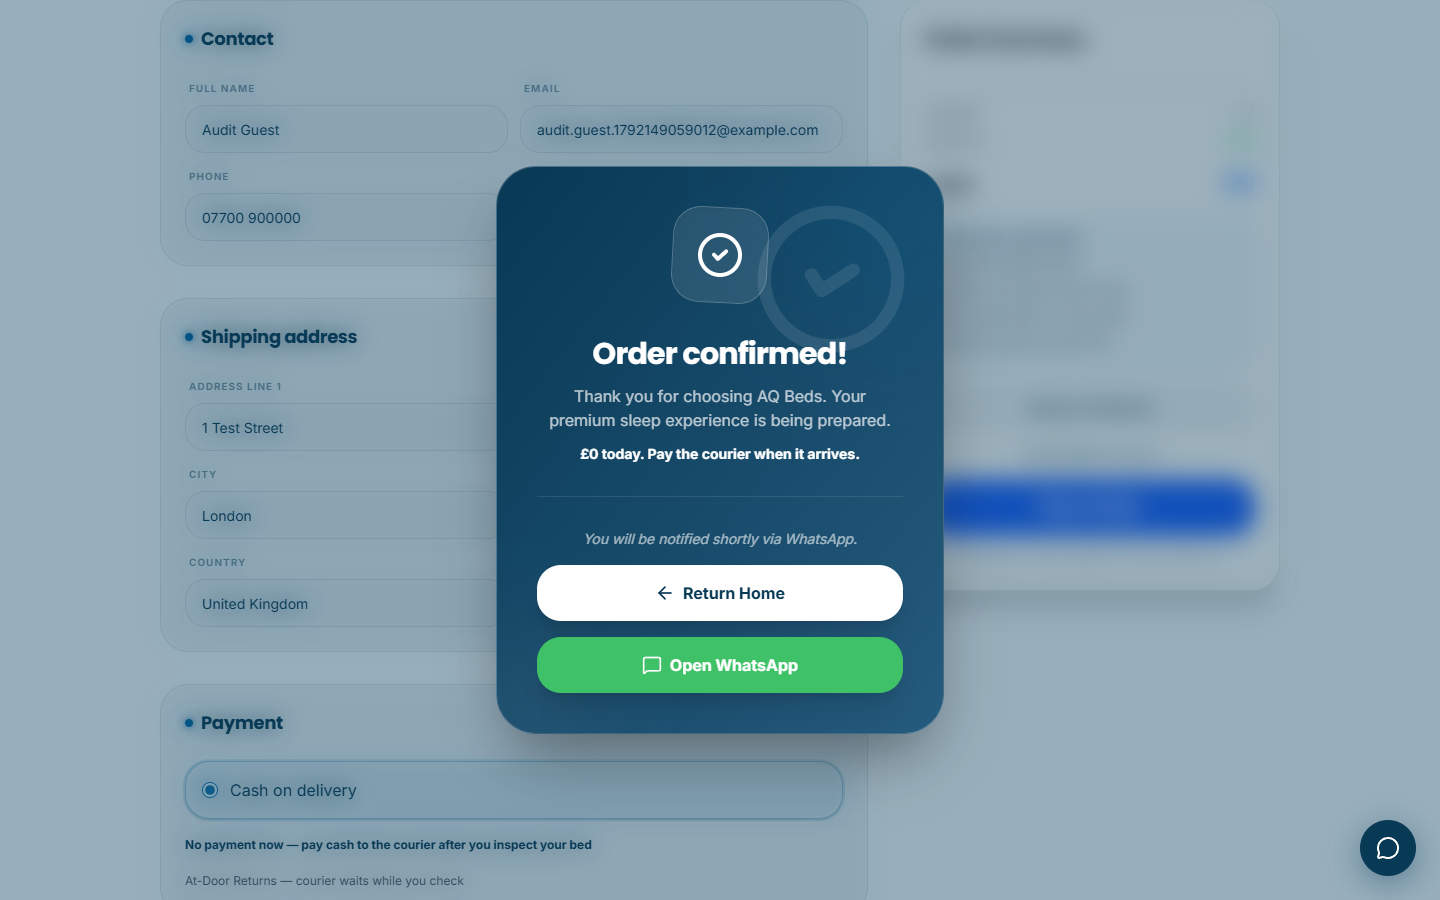 Contact
FULL NAME
EMAIL
Audit Guest
audit.guest.1792149059012@example.com
PHONE
07700 900000
Shipping address
ADDRESS LINE 1
1 Test Street
CITY
London
COUNTRY
United Kingdom
Payment
Cash on delivery
No payment now — pay cash to the courier after you inspect your bed
At-Door Returns — courier waits while you check
Order confirmed!
Thank you for choosing AQ Beds. Your
premium sleep experience is being prepared.
£0 today. Pay the courier when it arrives.
You will be notified shortly via WhatsApp.
Return Home
Open WhatsApp